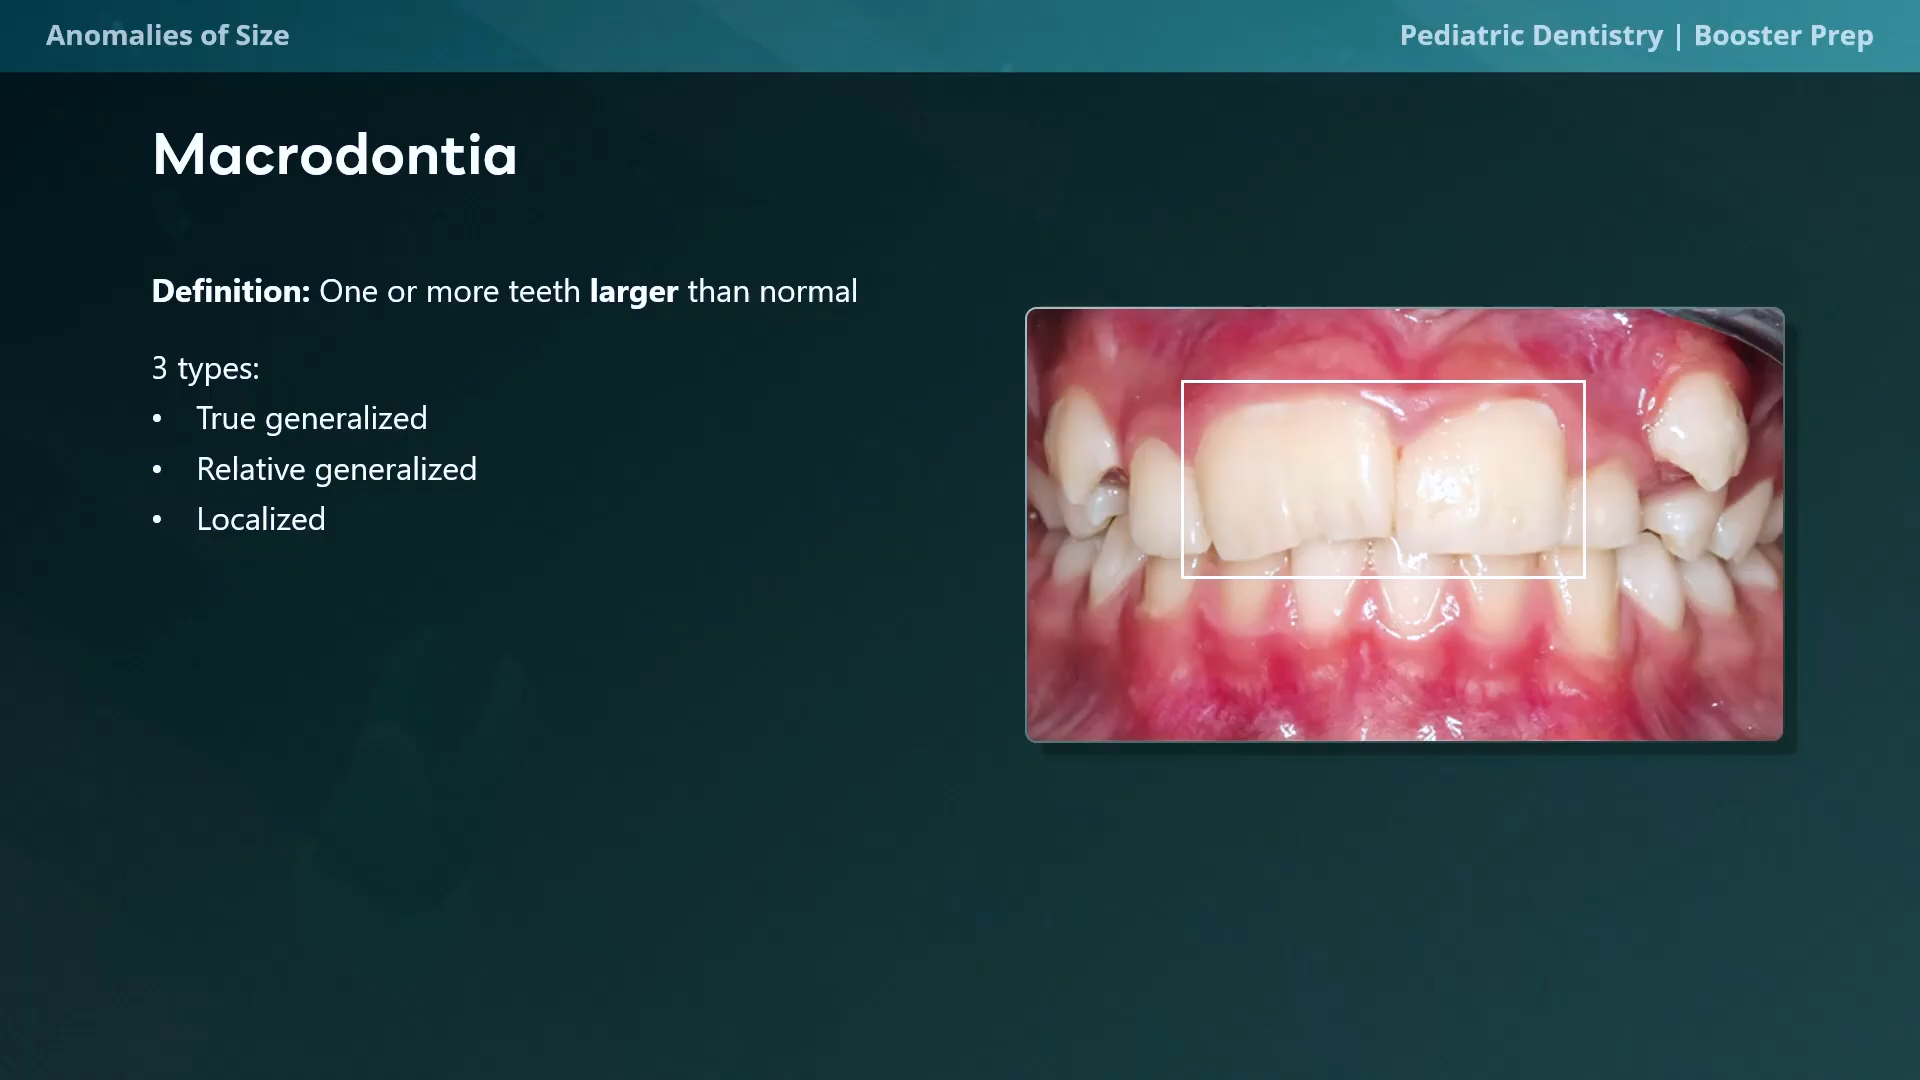 Anomalies of Size
Pediatric Dentistry | Booster Prep
Macrodontia
Definition: One or more teeth larger than normal
3 types:
• True generalized
• Relative generalized
• Localized